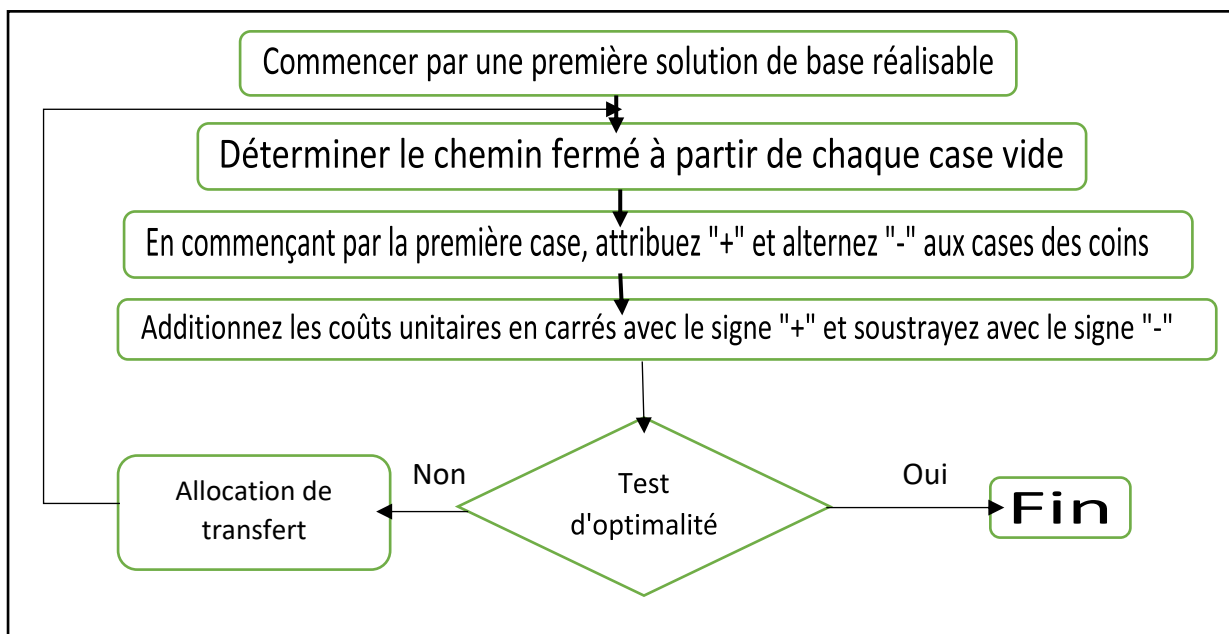 Commencer par une première solution de base réalisable
Déterminer le chemin fermé à partir de chaque case vide
En commençant par la première case, attribuez "+" et alternez "-" aux cases des coins
Additionnez les coûts unitaires en carrés avec le signe "+" et soustrayez avec le signe "-"
Non
Oui
Allocation de
transfert
Test
d'optimalité
Fin